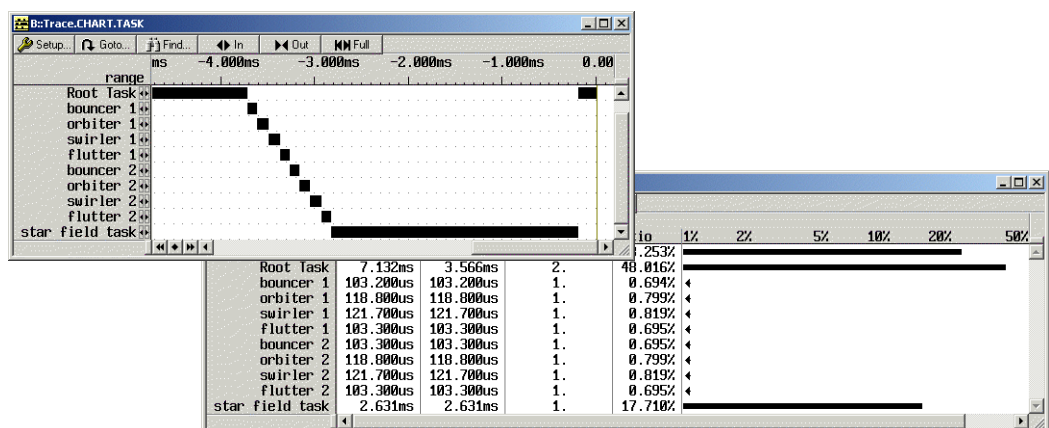 B::Trace.CHART.TASK
Setup... Goto... Find... In Out Full
ms -4.000ms -3.000ms -2.000ms -1.000ms 0.00
range
Root Task
bouncer 1
orbiter 1
swirler 1
flutter 1
bouncer 2
orbiter 2
swirler 2
flutter 2
star field task
1% 2% 5% 10% 20% 50%
.253%
Root Task 7.132ms 3.566ms 2. 48.016%
bouncer 1 103.200us 103.200us 1. 0.694%
orbiter 1 118.800us 118.800us 1. 0.799%
swirler 1 121.700us 121.700us 1. 0.819%
flutter 1 103.300us 103.300us 1. 0.695%
bouncer 2 103.300us 103.300us 1. 0.695%
orbiter 2 118.800us 118.800us 1. 0.799%
swirler 2 121.700us 121.700us 1. 0.819%
flutter 2 103.300us 103.300us 1. 0.695%
star field task 2.631ms 2.631ms 1. 17.710%